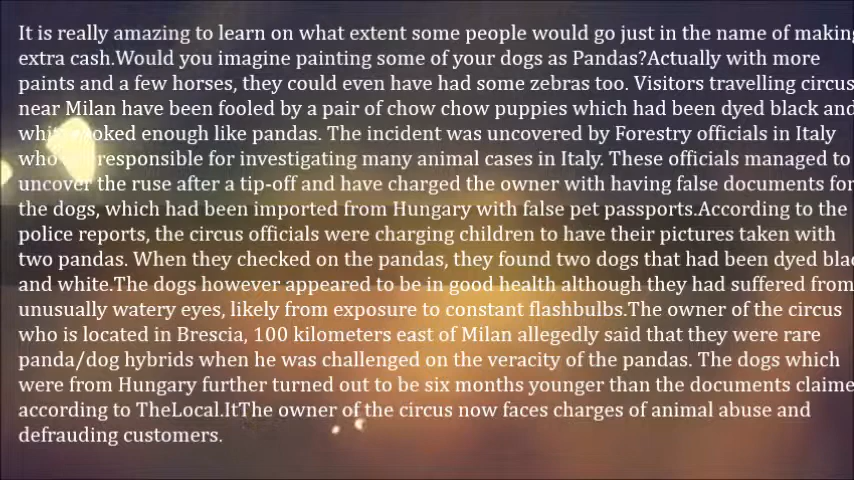 It is really amazing to learn on what extent some people would go just in the name of making
extra cash.Would you imagine painting some of your dogs as Pandas?Actually with more
paints and a few horses, they could even have had some zebras too. Visitors travelling circus
near Milan have been fooled by a pair of chow chow puppies which had been dyed black and
enough like pandas. The incident was uncovered by Forestry officials in Italy
who responsible for investigating many animal cases in Italy. These officials managed to
uncover the ruse after a tip-off and have charged the owner with having false documents for
the dogs, which had been imported from Hungary with false pet passports.According to the
police reports, the circus officials were charging children to have their pictures taken with
two pandas. When they checked on the pandas, they found two dogs that had been dyed blac
and white.The dogs however appeared to be in good health although they had suffered from
unusually watery eyes, likely from exposure to constant flashbulbs.The owner of the circus
who is located in Brescia, 100 kilometers east of Milan allegedly said that they were rare
panda/dog hybrids when he was challenged on the veracity of the pandas. The dogs which
were from Hungary further turned out to be six months younger than the documents claime
according to TheLocal.ItThe owner of the circus now faces charges of animal abuse and
defrauding customers.